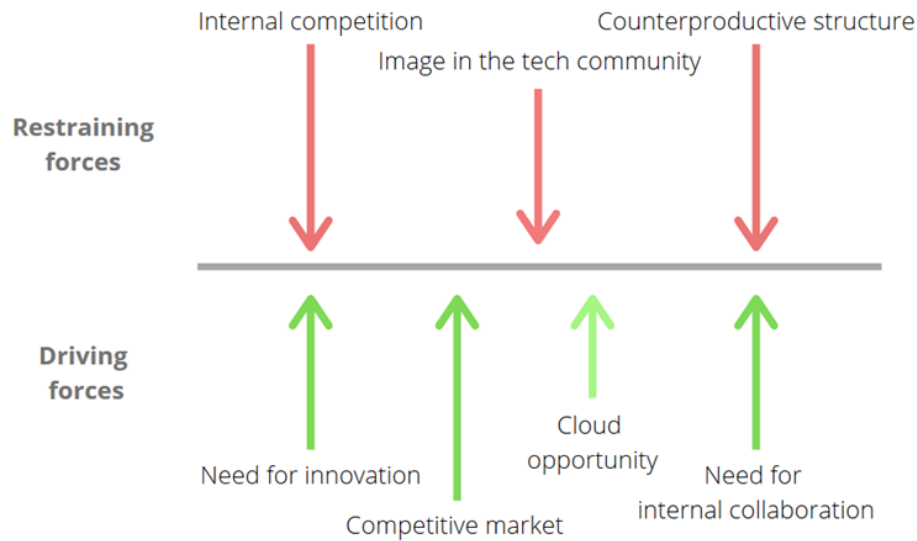 Internal competition
Counterproductive structure
Image in the tech community
Restraining
forces
Driving
forces
Need for innovation
Competitive market
Cloud
opportunity
Need for
internal collaboration